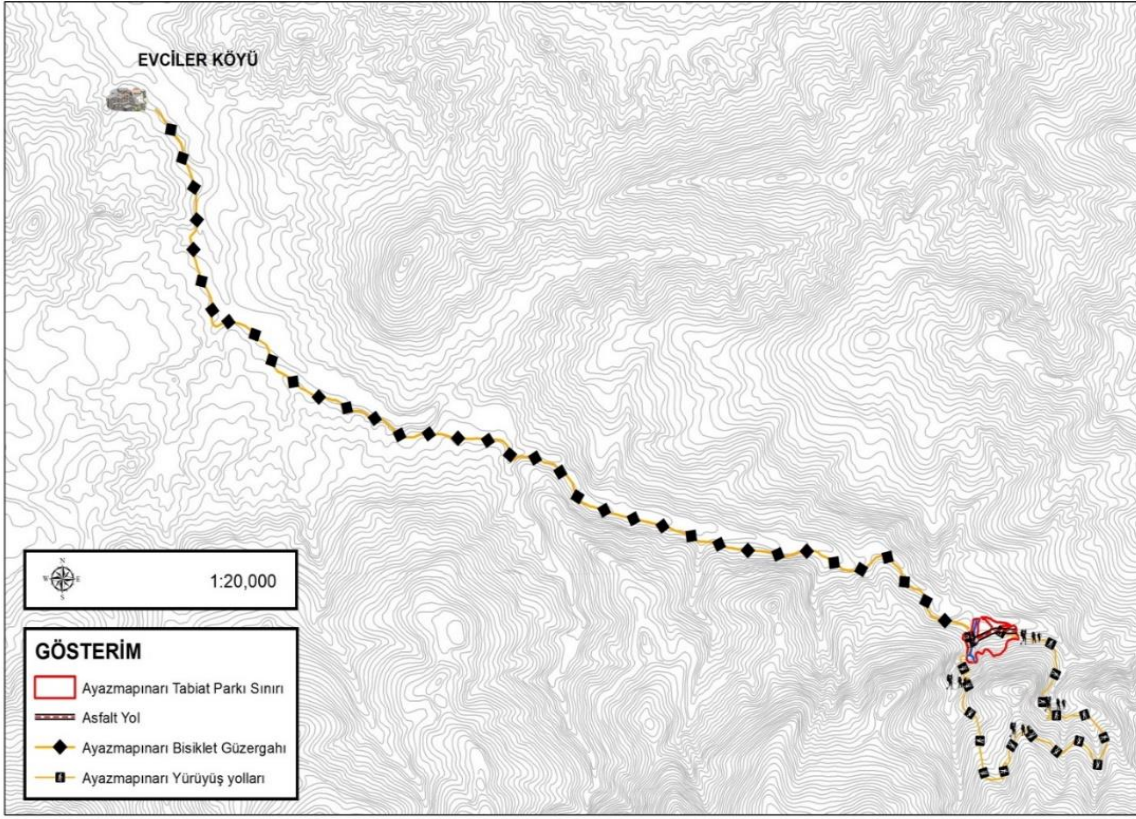 EVCİLER KÖYÜ
N
W E
S
1:20,000
GÖSTERİM
Ayazmapınarı Tabiat Parkı Sınırı
Asfalt Yol
Ayazmapınarı Bisiklet Güzergahı
Ayazmapınarı Yürüyüş yolları